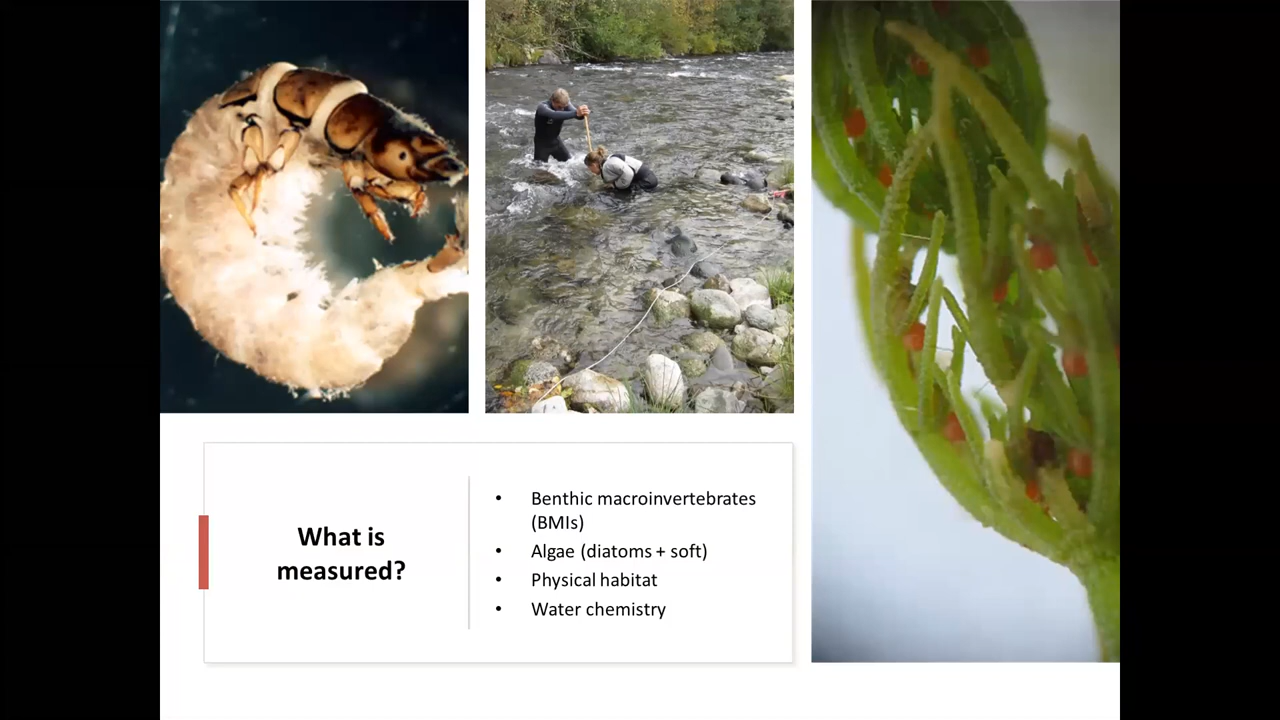 What is
measured?
• Benthic macroinvertebrates
(BMIs)
• Algae (diatoms + soft)
• Physical habitat
• Water chemistry